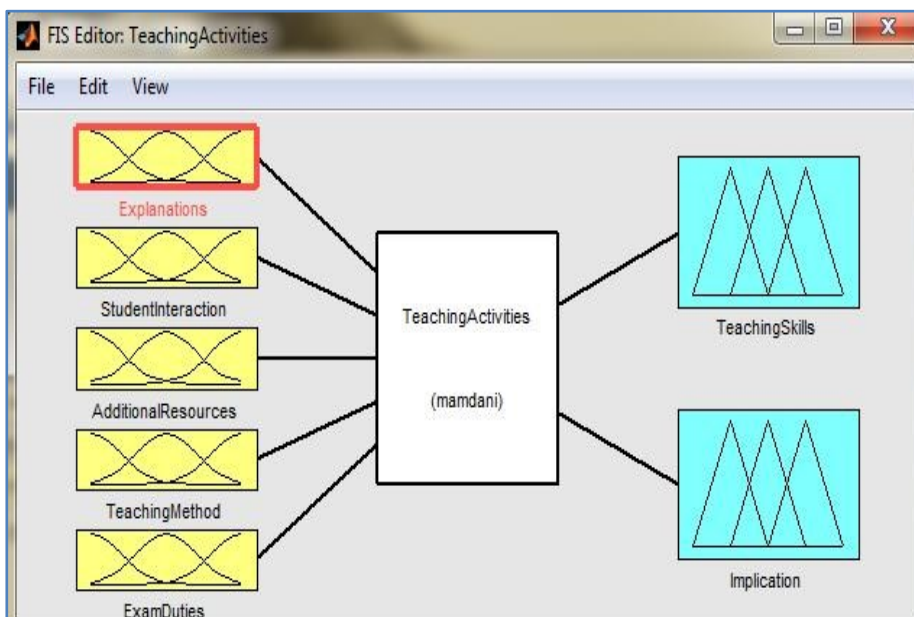 FIS Editor: TeachingActivities
File Edit View
Explanations
StudentInteraction
AdditionalResources
TeachingMethod
ExamDuties
TeachingActivities
(mamdani)
TeachingSkills
Implication